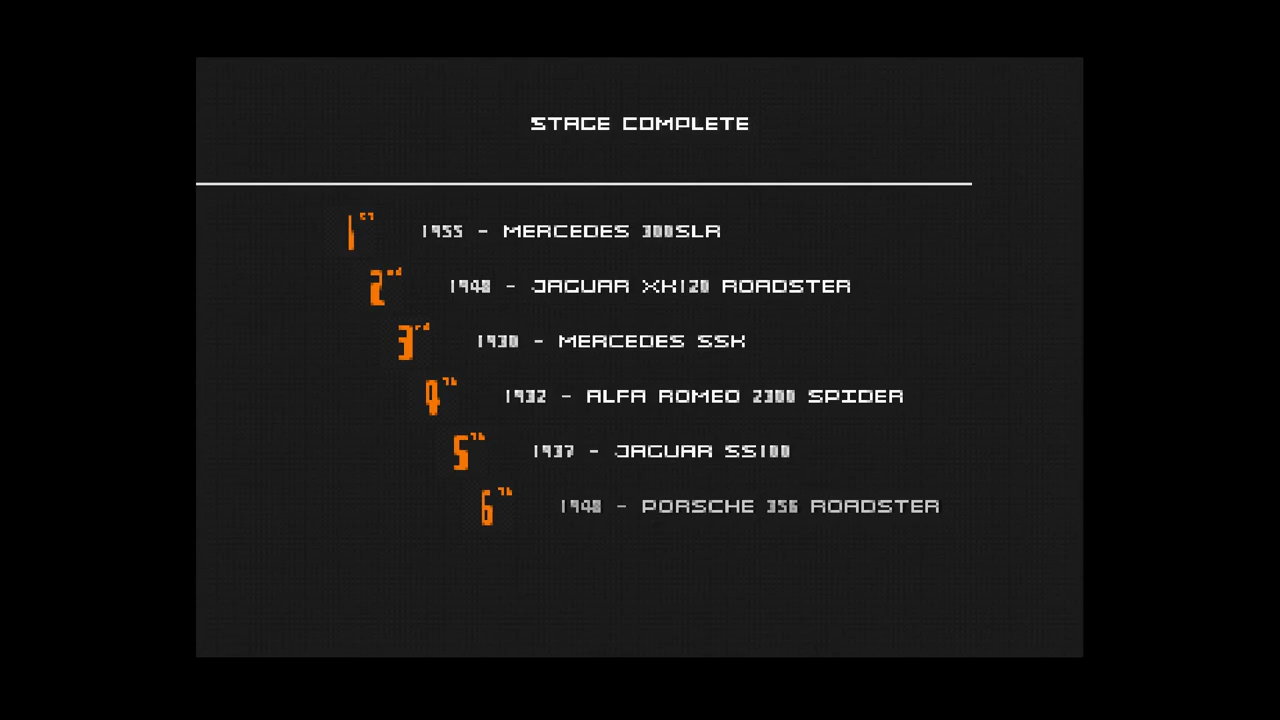 STAGE COMPLETE
1ST 1955 - MERCEDES 300SLR
2nd 1948 - JAGUAR XK120 ROADSTER
3rd 1930 - MERCEDES SSK
4th 1932 - ALFA ROMEO 2300 SPIDER
5th 1937 - JAGUAR SS100
6th 1948 - PORSCHE 356 ROADSTER